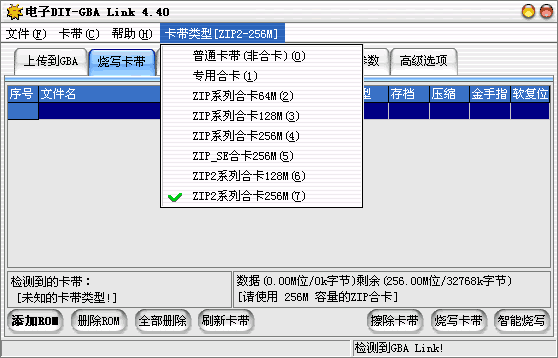 电子DIY-GBA Link 4.40
文件(F) 卡带(C) 帮助(H) 卡带类型[ZIP2-256M]
普通卡带(非合卡)(0)
专用合卡(1)
ZIP系列合卡64M(2)
ZIP系列合卡128M(3)
ZIP系列合卡256M(4)
ZIP_SE合卡256M(5)
ZIP2系列合卡128M(6)
ZIP2系列合卡256M(7)
上传到GBA 烧写卡带 参数 高级选项
序号 文件名 型 存档 压缩 金手指 软复位
检测到的卡带:
[未知的卡带类型!]
数据(0.00M位/0k字节)剩余(256.00M位/32768k字节)
[请使用 256M 容量的ZIP合卡]
添加ROM 删除ROM 全部删除 刷新卡带 擦除卡带 烧写卡带 智能烧写
检测到GBA Link!